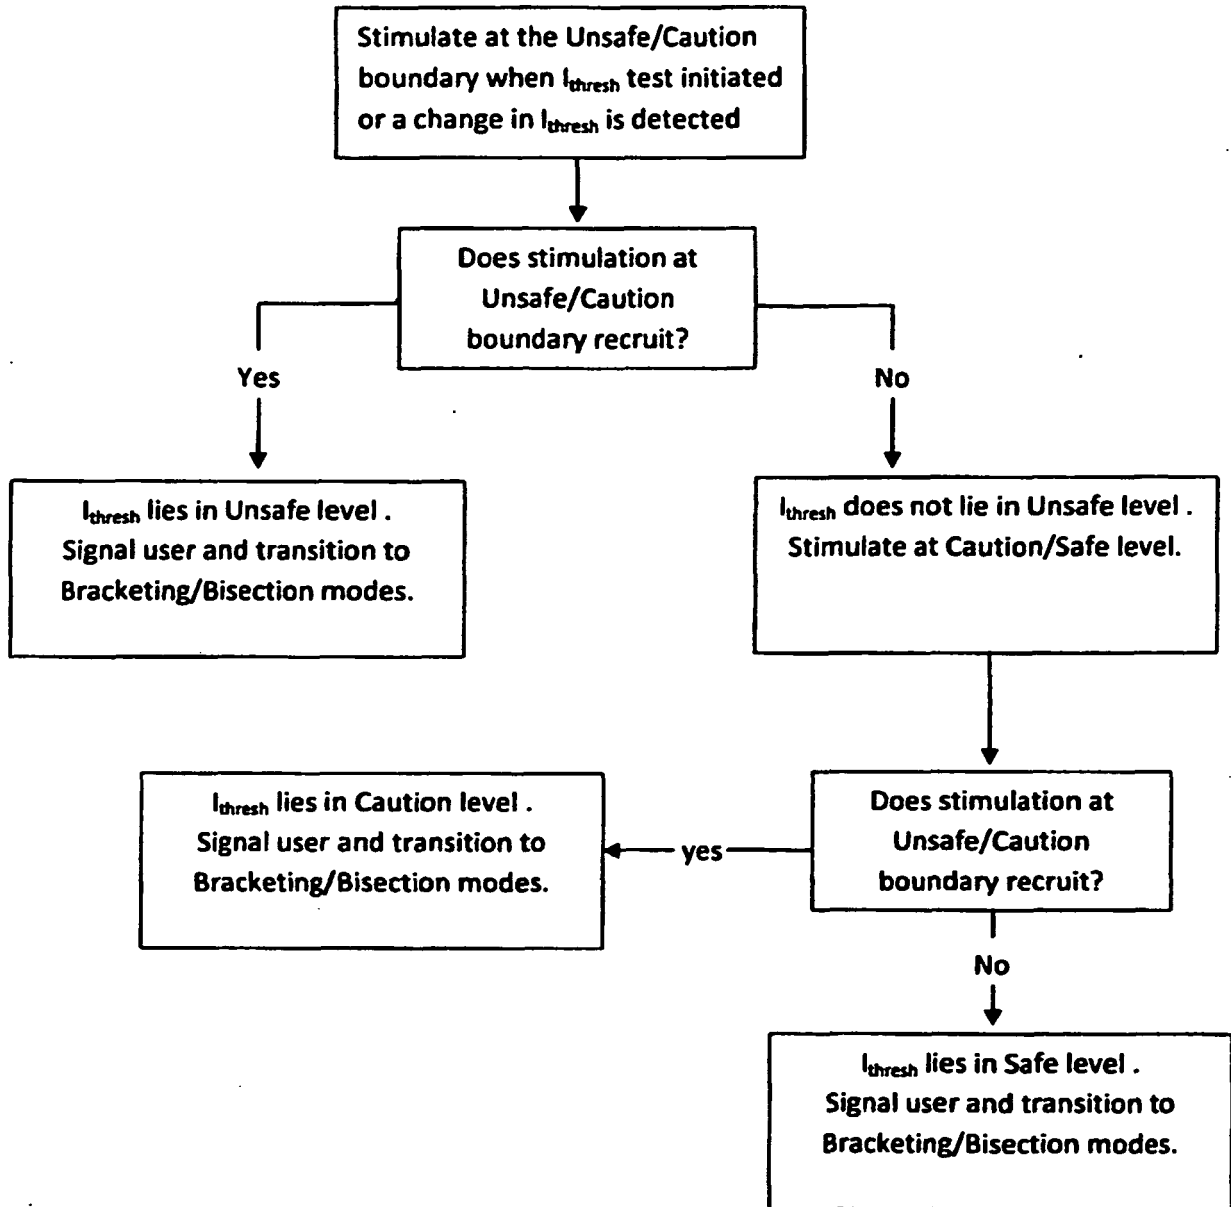 Stimulate at the Unsafe/Caution
boundary when Ithresh test initiated
or a change in Ithresh is detected
Does stimulation at
Unsafe/Caution
boundary recruit?
Yes
No
Ithresh lies in Unsafe level .
Signal user and transition to
Bracketing/Bisection modes.
Ithresh does not lie in Unsafe level .
Stimulate at Caution/Safe level.
Ithresh lies in Caution level .
Signal user and transition to
Bracketing/Bisection modes.
yes
Does stimulation at
Unsafe/Caution
boundary recruit?
No
Ithresh lies in Safe level .
Signal user and transition to
Bracketing/Bisection modes.